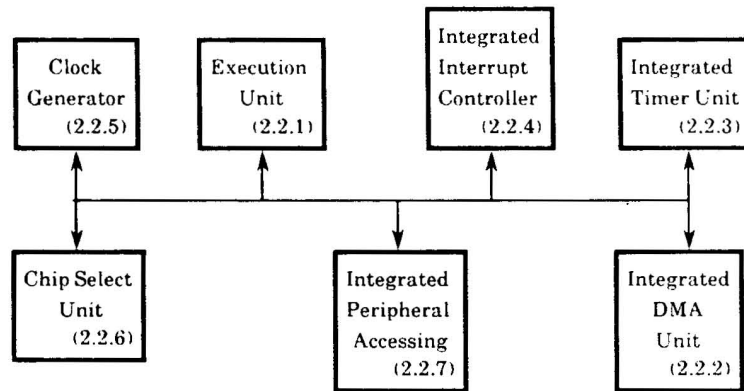 Clock
Generator
(2.2.5)
Execution
Unit
(2.2.1)
Integrated
Interrupt
Controller
(2.2.4)
Integrated
Timer Unit
(2.2.3)
Chip Select
Unit
(2.2.6)
Integrated
Peripheral
Accessing
(2.2.7)
Integrated
DMA
Unit
(2.2.2)